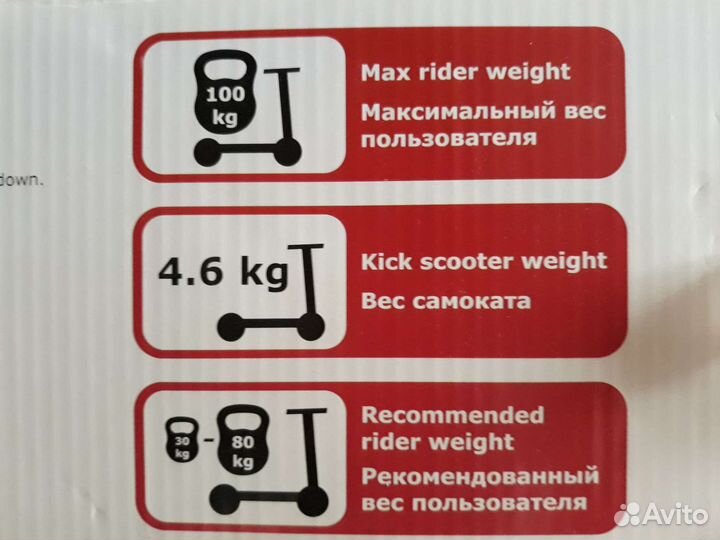 100
kg
Max rider weight
Максимальный вес
пользователя
down.
4.6 kg
Kick scooter weight
Вес самоката
30
kg
-
80
kg
Recommended
rider weight
Рекомендованный
вес пользователя
Avito